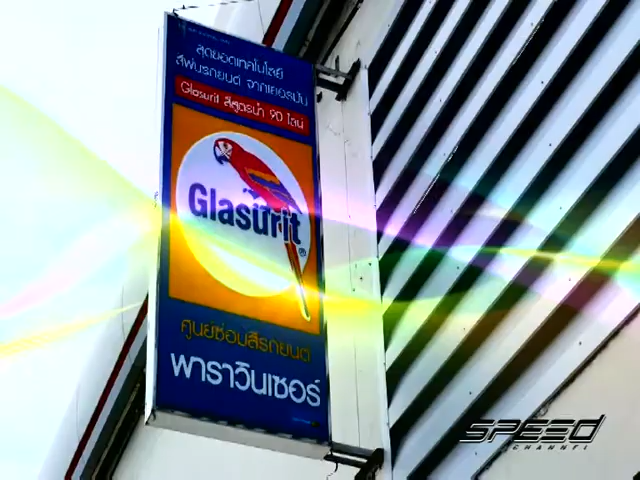 สุดยอดเทคโนโลยี
สีพ่นรถยนต์ จากเยอรมัน
Glasurit สีสูตรน้ำ 90 ไลน์
Glasurit®
ศูนย์ซ่อมสีรถยนต์
พาราวินเซอร์
SPEED
CHANNEL